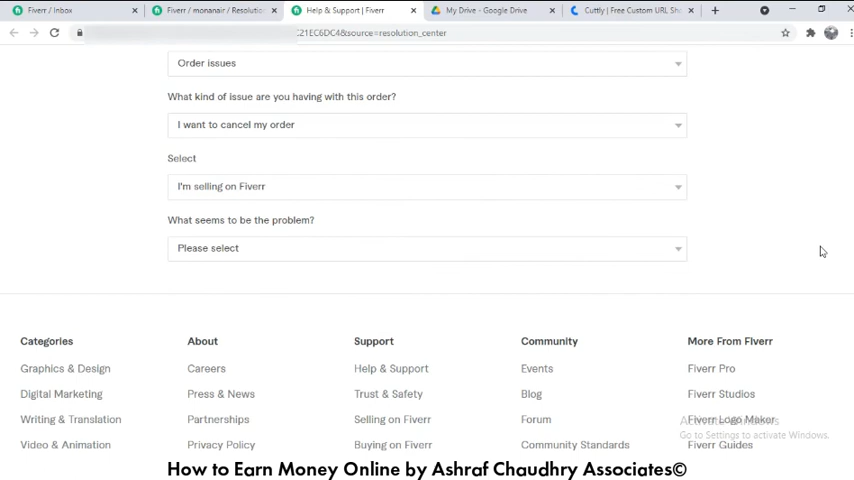 Fiverr / Inbox
Fiverr / monanair / Resolution
Help & Support | Fiverr
My Drive - Google Drive
Cuttly | Free Custom URL Sho
C21EC6DC4&source=resolution_center
Order issues
What kind of issue are you having with this order?
I want to cancel my order
Select
I'm selling on Fiverr
What seems to be the problem?
Please select
Categories About Support Community More From Fiverr
Graphics & Design Careers Help & Support Events Fiverr Pro
Digital Marketing Press & News Trust & Safety Blog Fiverr Studios
Writing & Translation Partnerships Selling on Fiverr Forum Fiverr Logo Maker
Activate Windows
Go to Settings to activate Windows.
Video & Animation Privacy Policy Buying on Fiverr Community Standards Fiverr Guides
How to Earn Money Online by Ashraf Chaudhry Associates©